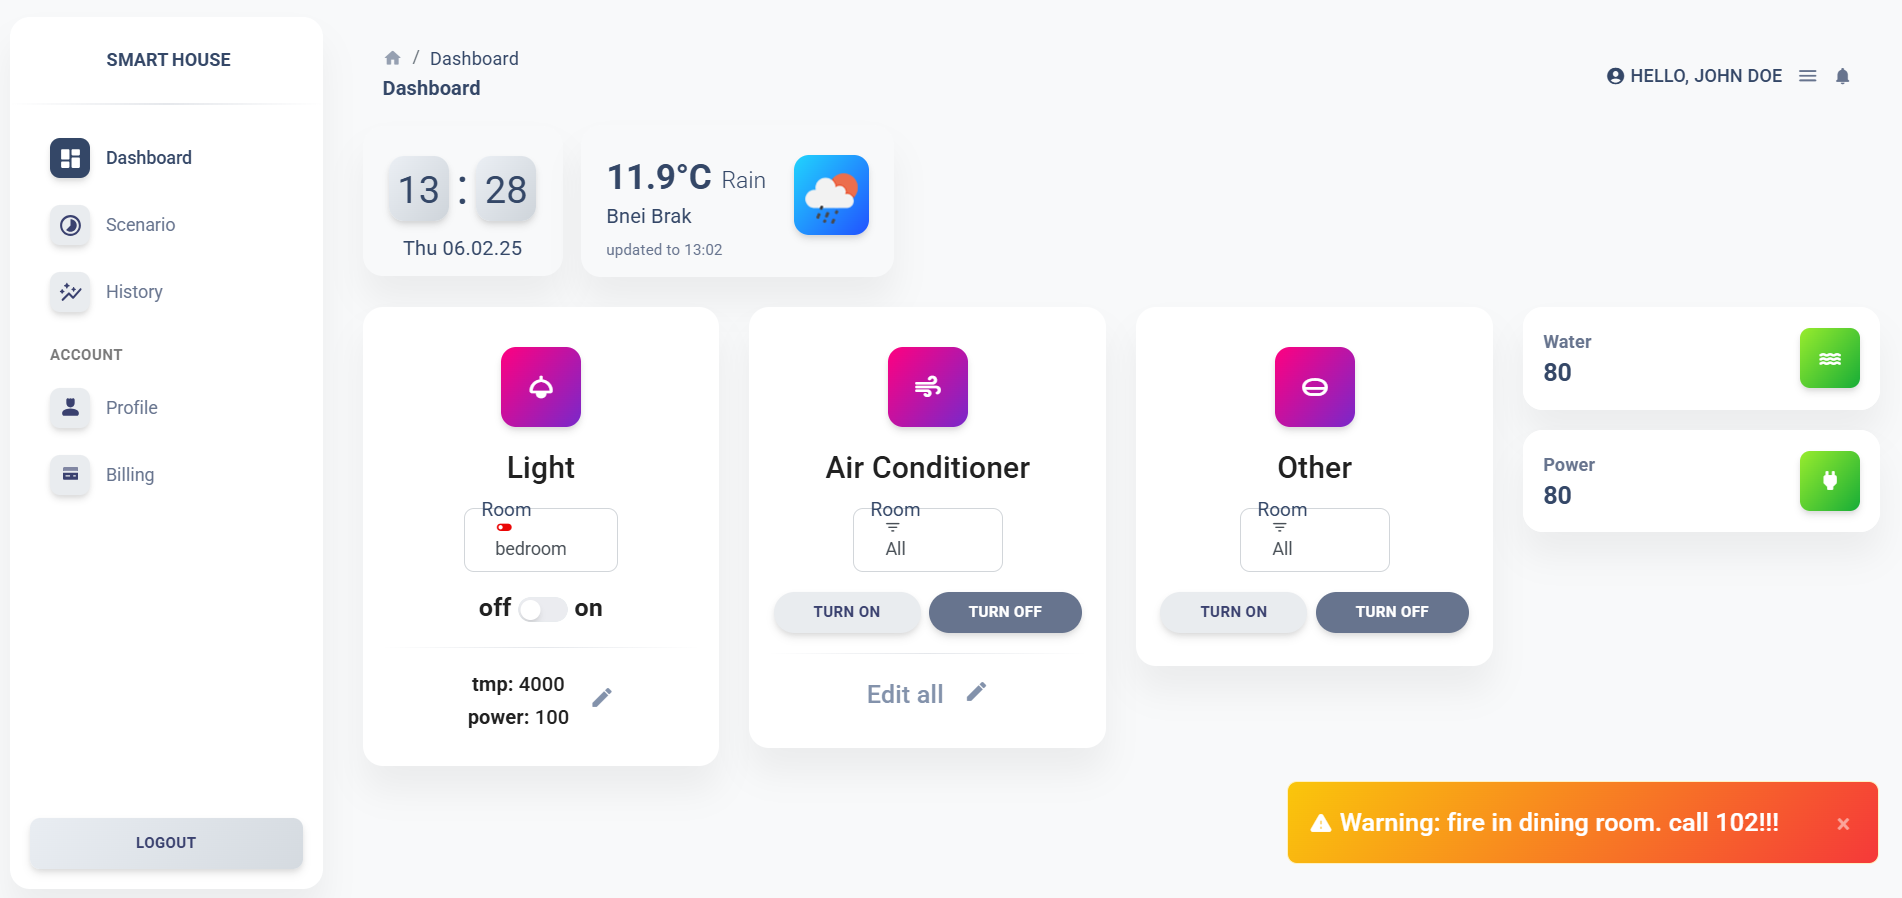 SMART HOUSE
Dashboard
Scenario
History
ACCOUNT
Profile
Billing
LOGOUT
/ Dashboard
Dashboard
HELLO, JOHN DOE
13 : 28
Thu 06.02.25
11.9°C Rain
Bnei Brak
updated to 13:02
Light
Room
bedroom
off on
tmp: 4000
power: 100
Air Conditioner
Room
All
TURN ON TURN OFF
Edit all
Other
Room
All
TURN ON TURN OFF
Water
80
Power
80
Warning: fire in dining room. call 102!!! ×